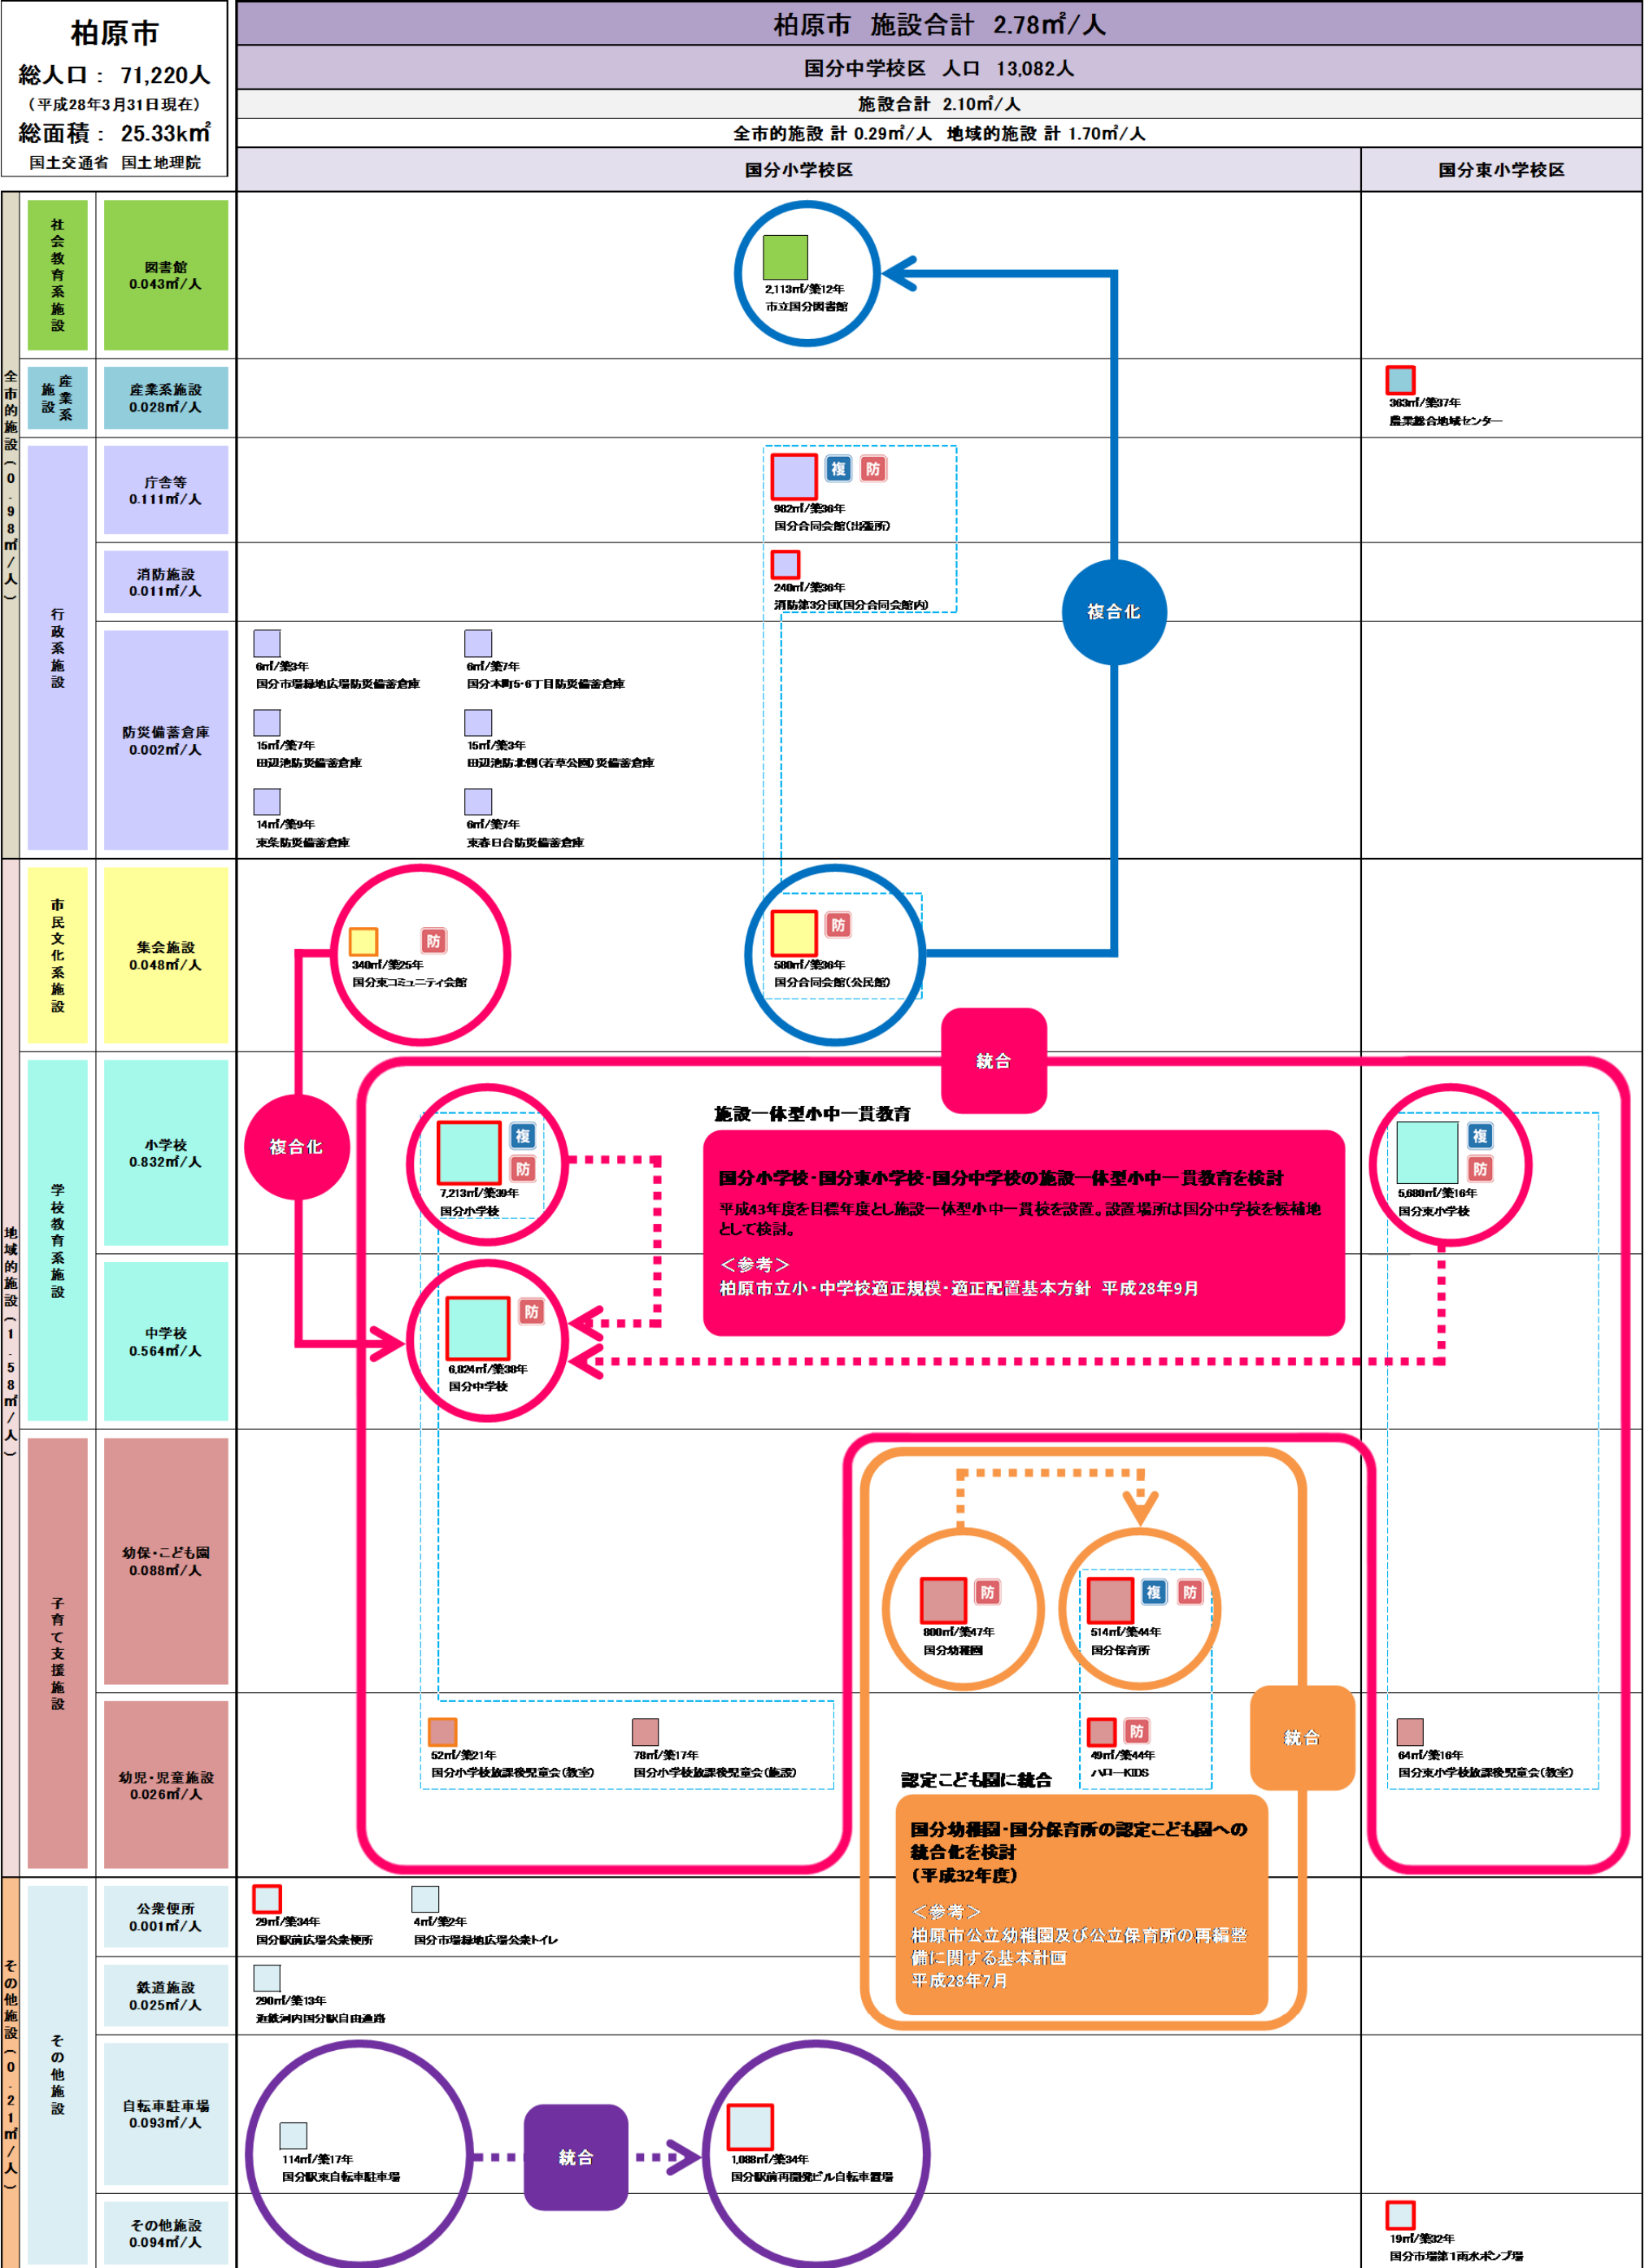 柏原市
総人口： 71,220人
（平成28年3月31日現在）
総面積： 25.33k㎡
国土交通省 国土地理院
柏原市 施設合計 2.78㎡/人
国分中学校区 人口 13,082人
施設合計 2.10㎡/人
全市的施設 計 0.29㎡/人 地域的施設 計 1.70㎡/人
国分小学校区
国分東小学校区
全市的施設（0.98㎡/人）
社会教育系施設
図書館
0.043㎡/人
2,113㎡/築12年
市立国分図書館
産業系施設
産業系施設
0.028㎡/人
363㎡/築37年
農業総合地域センター
行政系施設
庁舎等
0.111㎡/人
複
防
982㎡/築36年
国分合同会館(出張所)
消防施設
0.011㎡/人
240㎡/築36年
消防第3分団(国分合同会館内)
複合化
防災備蓄倉庫
0.002㎡/人
6㎡/築3年
国分市場緑地広場防災備蓄倉庫
6㎡/築7年
国分本町5・6丁目防災備蓄倉庫
15㎡/築7年
田辺池防災備蓄倉庫
15㎡/築3年
田辺池防北側(若草公園)災備蓄倉庫
14㎡/築9年
東条防災備蓄倉庫
6㎡/築7年
東春日台防災備蓄倉庫
地域的施設（1.58㎡/人）
市民文化系施設
集会施設
0.048㎡/人
防
340㎡/築25年
国分東コミュニティ会館
防
580㎡/築36年
国分合同会館(公民館)
統合
学校教育系施設
小学校
0.832㎡/人
複合化
複
防
7,213㎡/築39年
国分小学校
施設一体型小中一貫教育
国分小学校・国分東小学校・国分中学校の施設一体型小中一貫教育を検討
平成43年度を目標年度とし施設一体型小中一貫校を設置。設置場所は国分中学校を候補地
として検討。
＜参考＞
柏原市立小・中学校適正規模・適正配置基本方針 平成28年9月
複
防
5,680㎡/築16年
国分東小学校
中学校
0.564㎡/人
防
6,824㎡/築38年
国分中学校
子育て支援施設
幼保・こども園
0.088㎡/人
防
800㎡/築47年
国分幼稚園
複
防
514㎡/築44年
国分保育所
幼児・児童施設
0.026㎡/人
52㎡/築21年
国分小学校放課後児童会(教室)
78㎡/築17年
国分小学校放課後児童会(施設)
防
49㎡/築44年
ハローKIDS
統合
64㎡/築16年
国分東小学校放課後児童会(教室)
認定こども園に統合
国分幼稚園・国分保育所の認定こども園への
統合化を検討
（平成32年度）
＜参考＞
柏原市公立幼稚園及び公立保育所の再編整
備に関する基本計画
平成28年7月
その他施設（0.21㎡/人）
その他施設
公衆便所
0.001㎡/人
29㎡/築34年
国分駅前広場公衆便所
4㎡/築2年
国分市場緑地広場公衆トイレ
鉄道施設
0.025㎡/人
290㎡/築13年
近鉄河内国分駅自由通路
自転車駐車場
0.093㎡/人
114㎡/築17年
国分駅東自転車駐車場
統合
1,088㎡/築34年
国分駅前再開発ビル自転車置場
その他施設
0.094㎡/人
19㎡/築32年
国分市場第1雨水ポンプ場